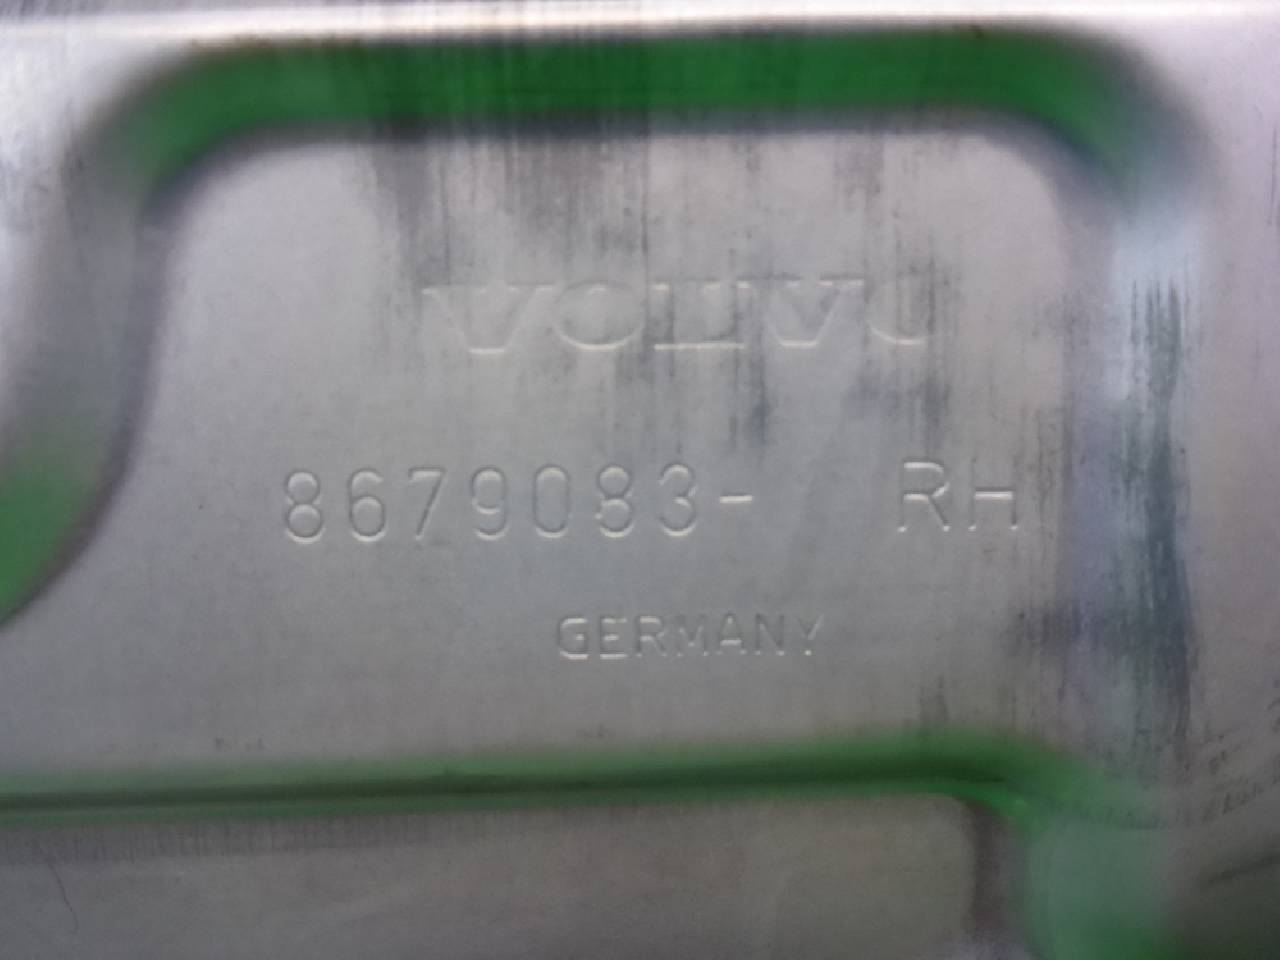 VOLVO
8679083- RH
GERMANY